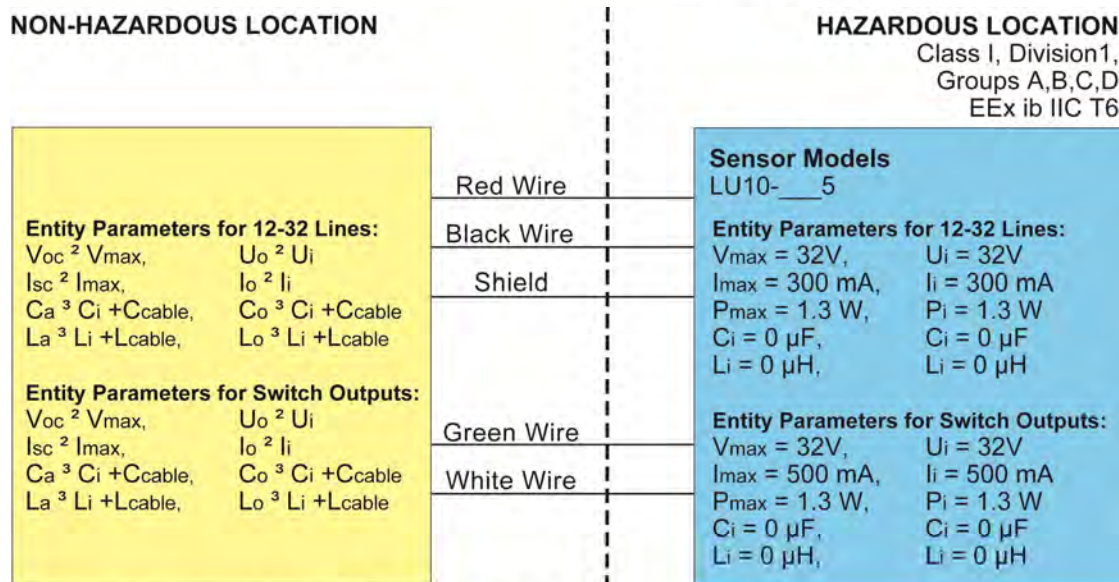 NON-HAZARDOUS LOCATION
HAZARDOUS LOCATION
Class I, Division1,
Groups A,B,C,D
EEx ib IIC T6
Entity Parameters for 12-32 Lines:
Voc ² Vmax, Uo ² Ui
Isc ² Imax, Io ² Ii
Ca ³ Ci +Ccable, Co ³ Ci +Ccable
La ³ Li +Lcable, Lo ³ Li +Lcable
Entity Parameters for Switch Outputs:
Voc ² Vmax, Uo ² Ui
Isc ² Imax, Io ² Ii
Ca ³ Ci +Ccable, Co ³ Ci +Ccable
La ³ Li +Lcable, Lo ³ Li +Lcable
Red Wire
Black Wire
Shield
Green Wire
White Wire
Sensor Models
LU10-___5
Entity Parameters for 12-32 Lines:
Vmax = 32V, Ui = 32V
Imax = 300 mA, Ii = 300 mA
Pmax = 1.3 W, Pi = 1.3 W
Ci = 0 µF, Ci = 0 µF
Li = 0 µH, Li = 0 µH
Entity Parameters for Switch Outputs:
Vmax = 32V, Ui = 32V
Imax = 500 mA, Ii = 500 mA
Pmax = 1.3 W, Pi = 1.3 W
Ci = 0 µF, Ci = 0 µF
Li = 0 µH, Li = 0 µH